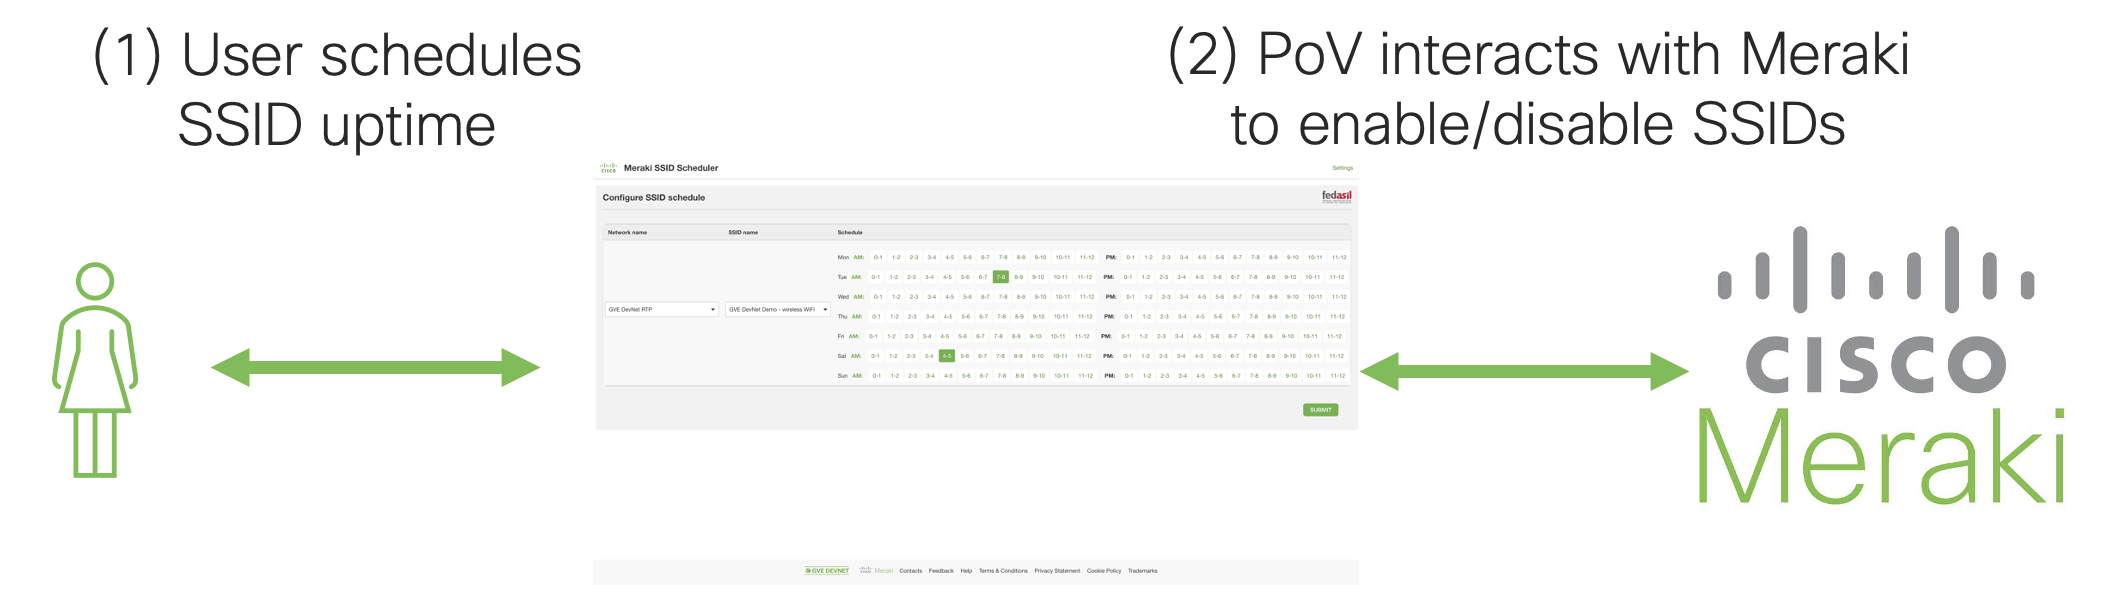 (1) User schedules
SSID uptime
(2) PoV interacts with Meraki
to enable/disable SSIDs
CISCO Meraki SSID Scheduler Settings
Configure SSID schedule fedasil
Network name SSID name Schedule
Mon AM: 0-1 1-2 2-3 3-4 4-5 5-6 6-7 7-8 8-9 9-10 10-11 11-12 PM: 0-1 1-2 2-3 3-4 4-5 5-6 6-7 7-8 8-9 9-10 10-11 11-12
Tue AM: 0-1 1-2 2-3 3-4 4-5 5-6 6-7 7-8 8-9 9-10 10-11 11-12 PM: 0-1 1-2 2-3 3-4 4-5 5-6 6-7 7-8 8-9 9-10 10-11 11-12
Wed AM: 0-1 1-2 2-3 3-4 4-5 5-6 6-7 7-8 8-9 9-10 10-11 11-12 PM: 0-1 1-2 2-3 3-4 4-5 5-6 6-7 7-8 8-9 9-10 10-11 11-12
GVE DevNet RTP GVE DevNet Demo - wireless WiFi
Thu AM: 0-1 1-2 2-3 3-4 4-5 5-6 6-7 7-8 8-9 9-10 10-11 11-12 PM: 0-1 1-2 2-3 3-4 4-5 5-6 6-7 7-8 8-9 9-10 10-11 11-12
Fri AM: 0-1 1-2 2-3 3-4 4-5 5-6 6-7 7-8 8-9 9-10 10-11 11-12 PM: 0-1 1-2 2-3 3-4 4-5 5-6 6-7 7-8 8-9 9-10 10-11 11-12
Sat AM: 0-1 1-2 2-3 3-4 4-5 5-6 6-7 7-8 8-9 9-10 10-11 11-12 PM: 0-1 1-2 2-3 3-4 4-5 5-6 6-7 7-8 8-9 9-10 10-11 11-12
Sun AM: 0-1 1-2 2-3 3-4 4-5 5-6 6-7 7-8 8-9 9-10 10-11 11-12 PM: 0-1 1-2 2-3 3-4 4-5 5-6 6-7 7-8 8-9 9-10 10-11 11-12
SUBMIT
GVE DEVNET CISCO Meraki Contacts Feedback Help Terms & Conditions Privacy Statement Cookie Policy Trademarks
CISCO
Meraki